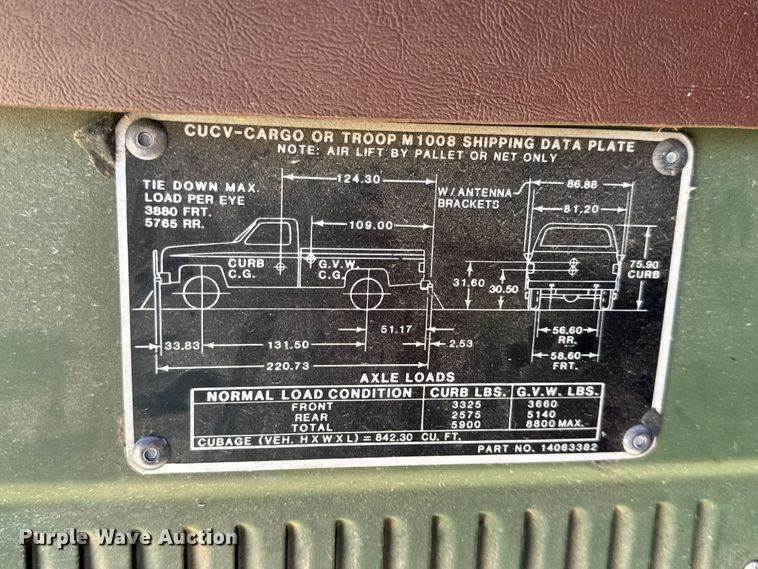 CUCV-CARGO OR TROOP M1008 SHIPPING DATA PLATE
NOTE: AIR LIFT BY PALLET OR NET ONLY
TIE DOWN MAX.
LOAD PER EYE
3880 FRT.
5765 RR.
124.30
109.00
CURB
C.G.
G.V.W.
C.G.
33.83
131.50
51.17
2.53
220.73
W/ANTENNA
BRACKETS
86.88
81.20
31.60
30.50
75.90
CURB
56.60
RR.
58.60
FRT.
AXLE LOADS
NORMAL LOAD CONDITION CURB LBS. G.V.W. LBS.
FRONT 3325 3660
REAR 2575 5140
TOTAL 5900 8800 MAX.
CUBAGE (VEH. HXWXL) = 842.30 CU. FT.
PART NO. 14063382
Purple Wave Auction